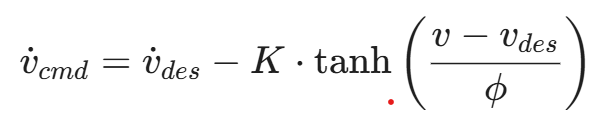 v̇_cmd = v̇_des − K · tanh((v − v_des)/ϕ)